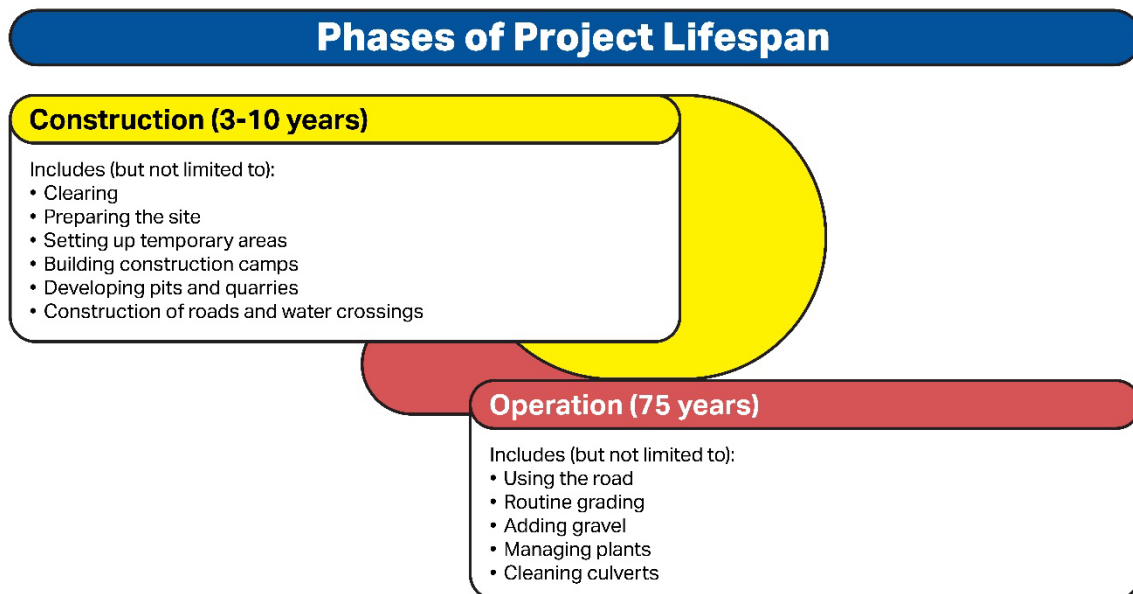 Phases of Project Lifespan
Construction (3-10 years)
Includes (but not limited to):
• Clearing
• Preparing the site
• Setting up temporary areas
• Building construction camps
• Developing pits and quarries
• Construction of roads and water crossings
Operation (75 years)
Includes (but not limited to):
• Using the road
• Routine grading
• Adding gravel
• Managing plants
• Cleaning culverts